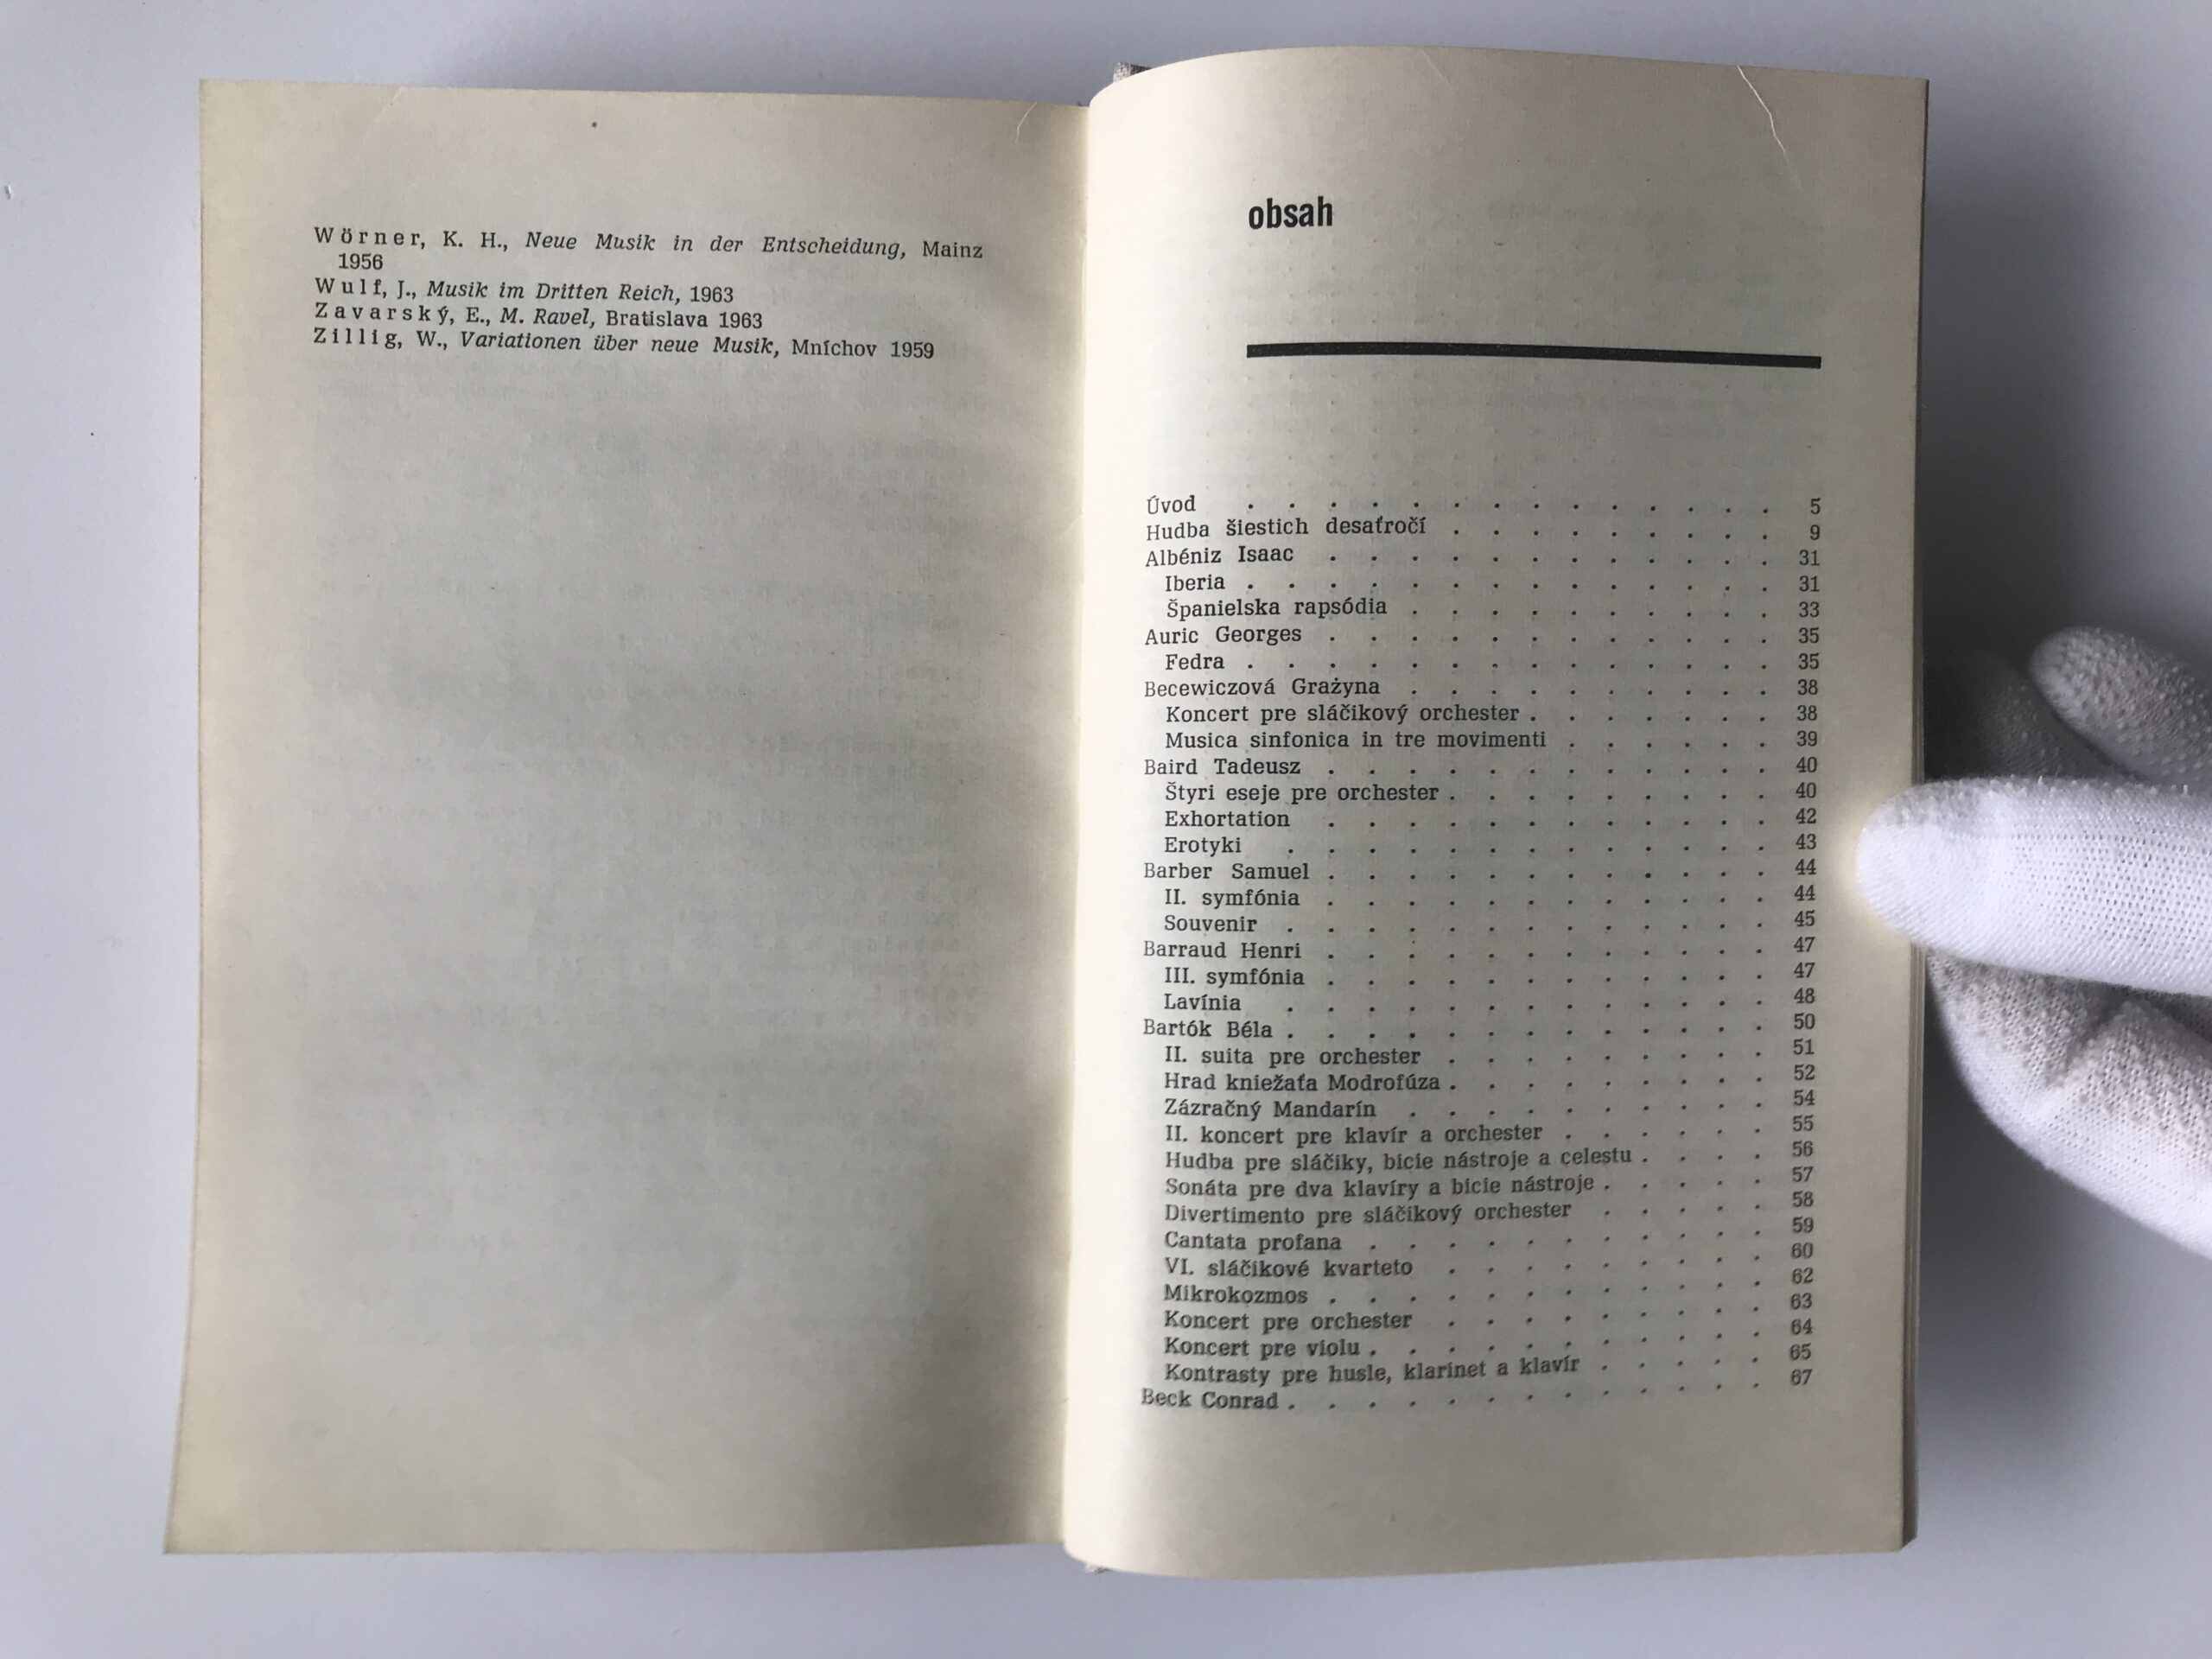 Wörner, K. H., Neue Musik in der Entscheidung, Mainz
1956
Wulf, J., Musik im Dritten Reich, 1963
Zavarský, E., M. Ravel, Bratislava 1963
Zillig, W., Variationen über neue Musik, Mníchov 1959
obsah
Úvod . . . . . . . . . . . . . . 5
Hudba šiestich desaťročí . . . . . . . . . 9
Albéniz Isaac . . . . . . . . . . . . 31
Iberia . . . . . . . . . . . . . . 31
Španielska rapsódia . . . . . . . . . . 33
Auric Georges . . . . . . . . . . . . 35
Fedra . . . . . . . . . . . . . . 35
Becewiczová Grażyna . . . . . . . . . . 38
Koncert pre sláčikový orchester . . . . . . . 38
Musica sinfonica in tre movimenti . . . . . . 39
Baird Tadeusz . . . . . . . . . . . . 40
Štyri eseje pre orchester . . . . . . . . . 40
Exhortation . . . . . . . . . . . . 42
Erotyki . . . . . . . . . . . . . 43
Barber Samuel . . . . . . . . . . . . 44
II. symfónia . . . . . . . . . . . . 44
Souvenir . . . . . . . . . . . . . 45
Barraud Henri . . . . . . . . . . . . 47
III. symfónia . . . . . . . . . . . . 47
Lavínia . . . . . . . . . . . . . 48
Bartók Béla . . . . . . . . . . . . . 50
II. suita pre orchester . . . . . . . . . 51
Hrad kniežaťa Modrofúza . . . . . . . . . 52
Zázračný Mandarín . . . . . . . . . . 54
II. koncert pre klavír a orchester . . . . . . 55
Hudba pre sláčiky, bicie nástroje a celestu . . . . 56
Sonáta pre dva klavíry a bicie nástroje . . . . . 57
Divertimento pre sláčikový orchester . . . . . 58
Cantata profana . . . . . . . . . . . 59
VI. sláčikové kvarteto . . . . . . . . . 60
Mikrokozmos . . . . . . . . . . . . 62
Koncert pre orchester . . . . . . . . . 63
Koncert pre violu . . . . . . . . . . . 64
Kontrasty pre husle, klarinet a klavír . . . . . 65
Beck Conrad . . . . . . . . . . . . . 67